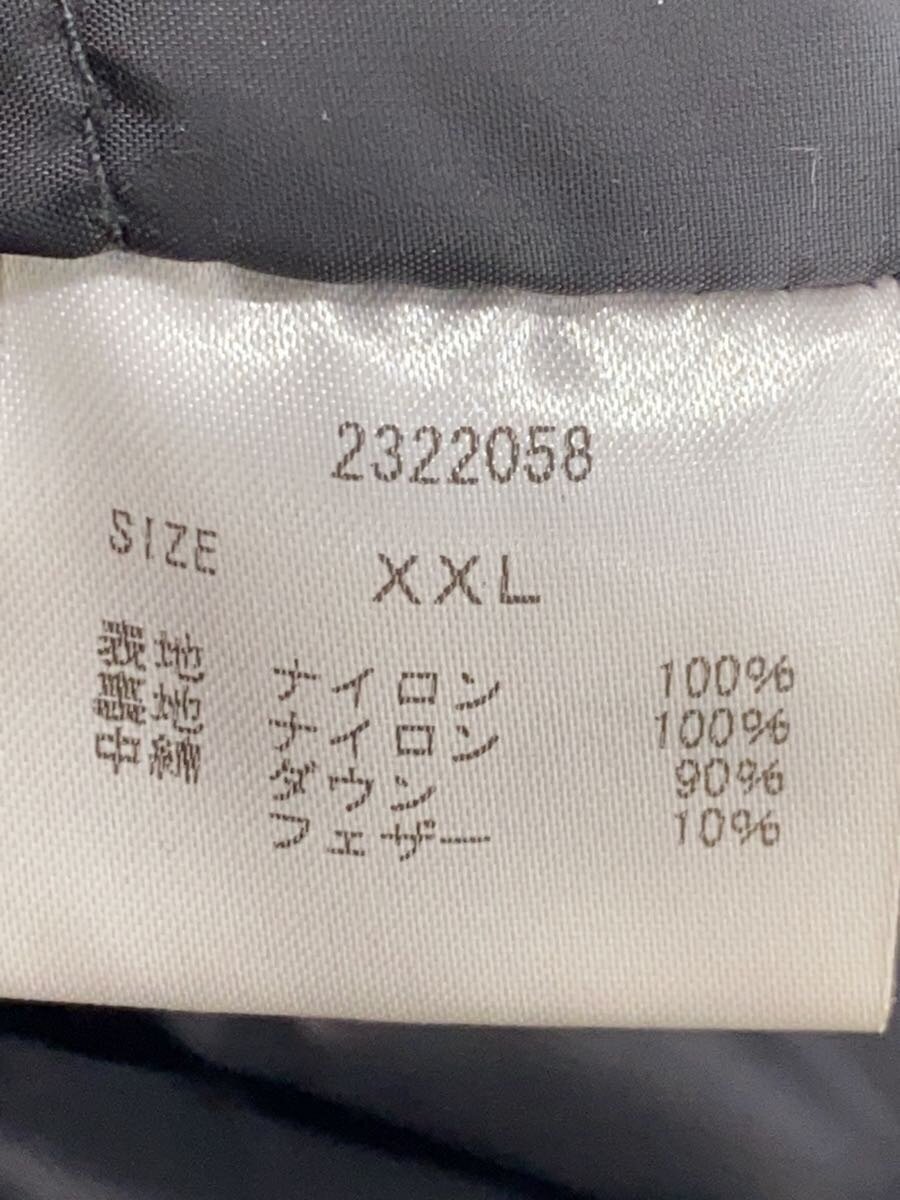 2322058
SIZE XXL
表地 ナイロン 100%
裏地 ナイロン 100%
中綿 ダウン 90%
フェザー 10%